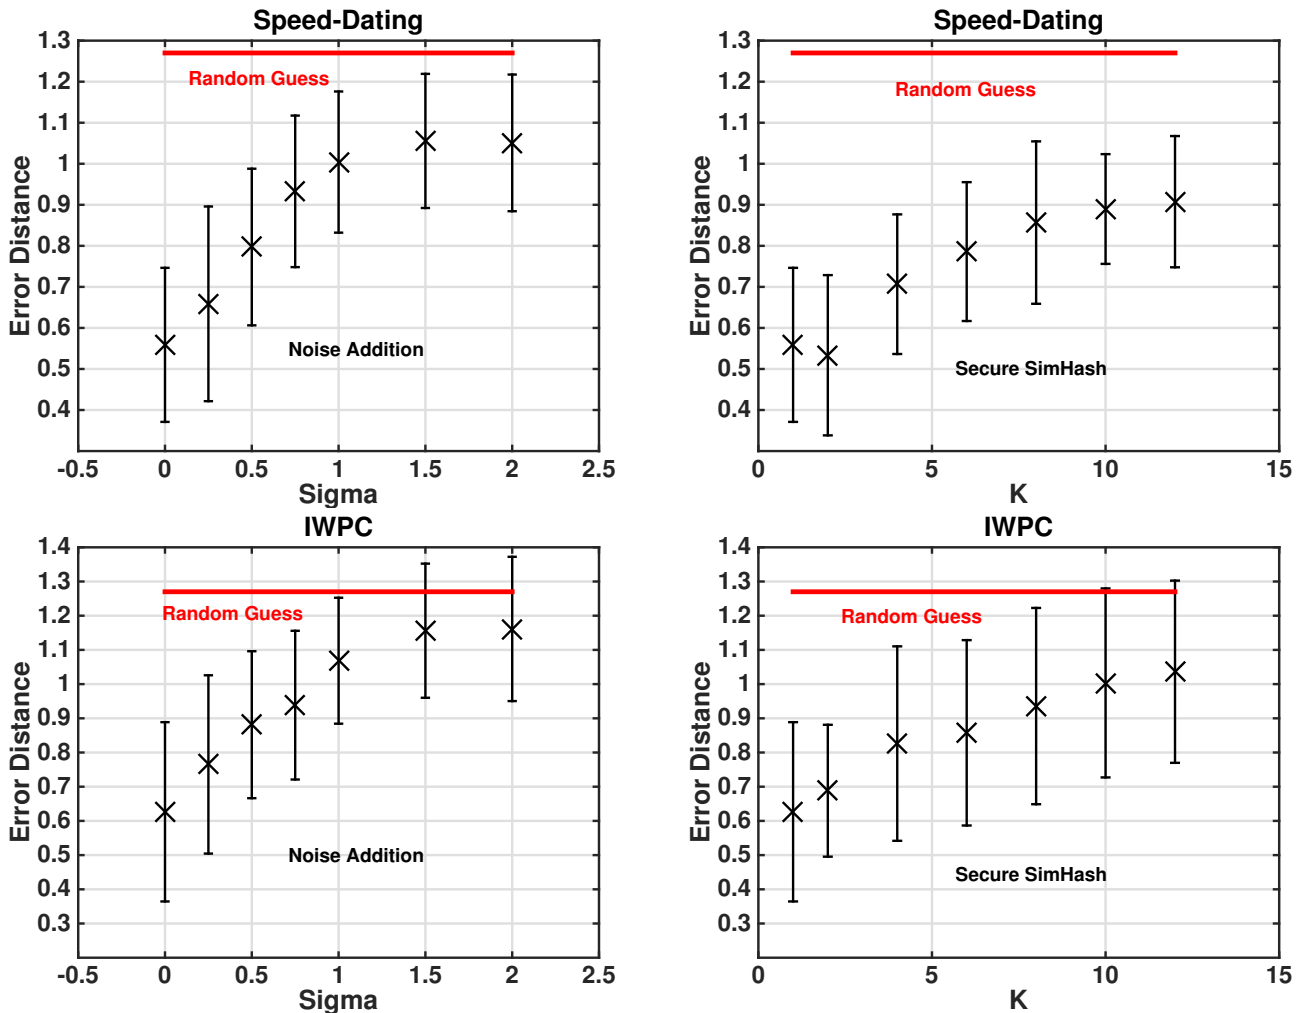 Speed-Dating
1.3
1.2
1.1
1
0.9
0.8
0.7
0.6
0.5
0.4
Error Distance
Random Guess
Noise Addition
-0.5 0 0.5 1 1.5 2 2.5
Sigma
Speed-Dating
1.3
1.2
1.1
1
0.9
0.8
0.7
0.6
0.5
0.4
Error Distance
Random Guess
Secure SimHash
0 5 10 15
K
IWPC
1.4
1.3
1.2
1.1
1
0.9
0.8
0.7
0.6
0.5
0.4
0.3
Error Distance
Random Guess
Noise Addition
-0.5 0 0.5 1 1.5 2 2.5
Sigma
IWPC
1.4
1.3
1.2
1.1
1
0.9
0.8
0.7
0.6
0.5
0.4
0.3
Error Distance
Random Guess
Secure SimHash
0 5 10 15
K